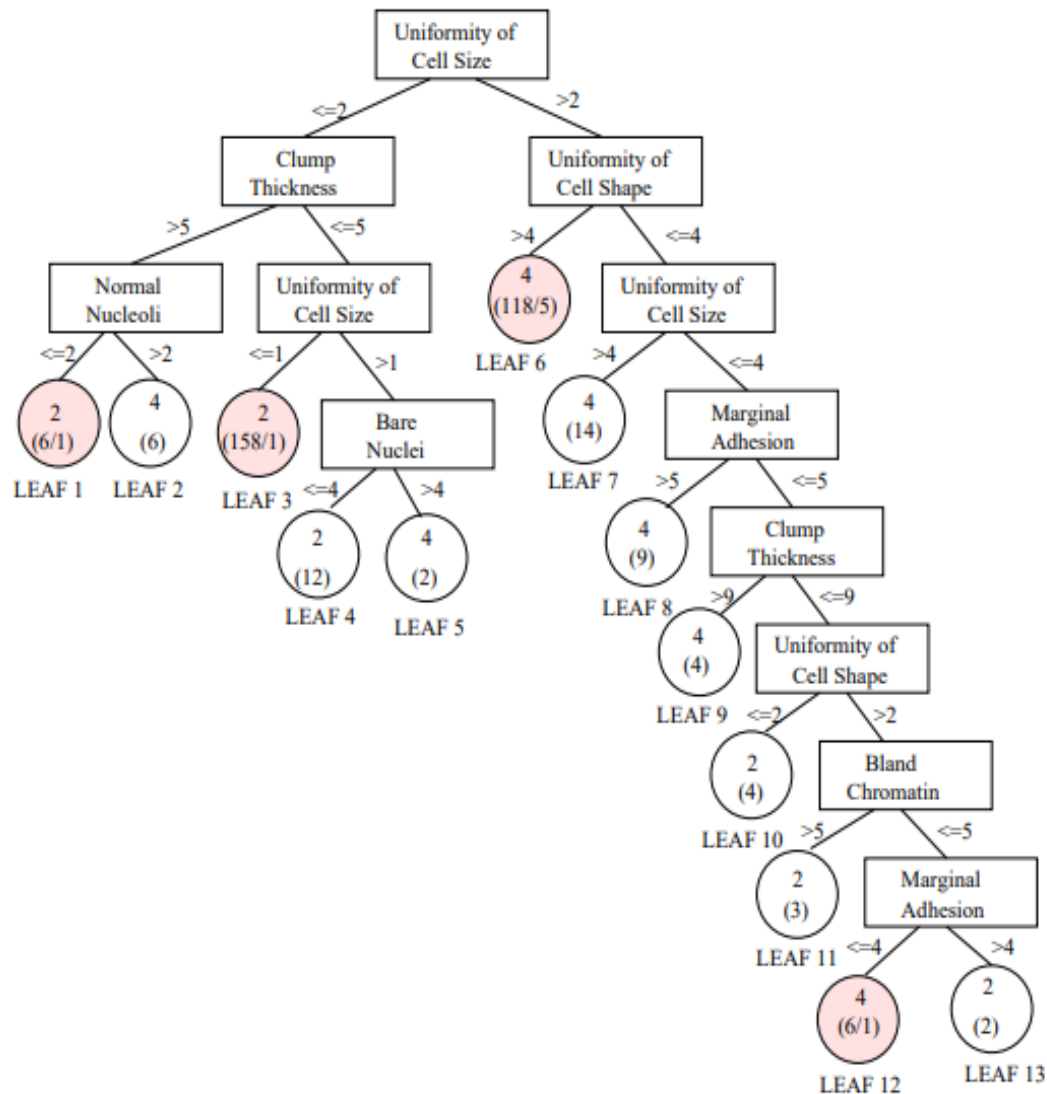 Uniformity of
Cell Size
<=2
>2
Clump
Thickness
Uniformity of
Cell Shape
>5
<=5
>4
<=4
Normal
Nucleoli
Uniformity of
Cell Size
4
(118/5)
LEAF 6
Uniformity of
Cell Size
<=2
>2
<=1
>1
>4
<=4
2
(6/1)
LEAF 1
4
(6)
LEAF 2
2
(158/1)
LEAF 3
Bare
Nuclei
4
(14)
LEAF 7
Marginal
Adhesion
<=4
>4
>5
<=5
2
(12)
LEAF 4
4
(2)
LEAF 5
4
(9)
LEAF 8
Clump
Thickness
>9
<=9
4
(4)
LEAF 9
Uniformity of
Cell Shape
<=2
>2
2
(4)
LEAF 10
Bland
Chromatin
>5
<=5
2
(3)
LEAF 11
Marginal
Adhesion
<=4
>4
4
(6/1)
LEAF 12
2
(2)
LEAF 13